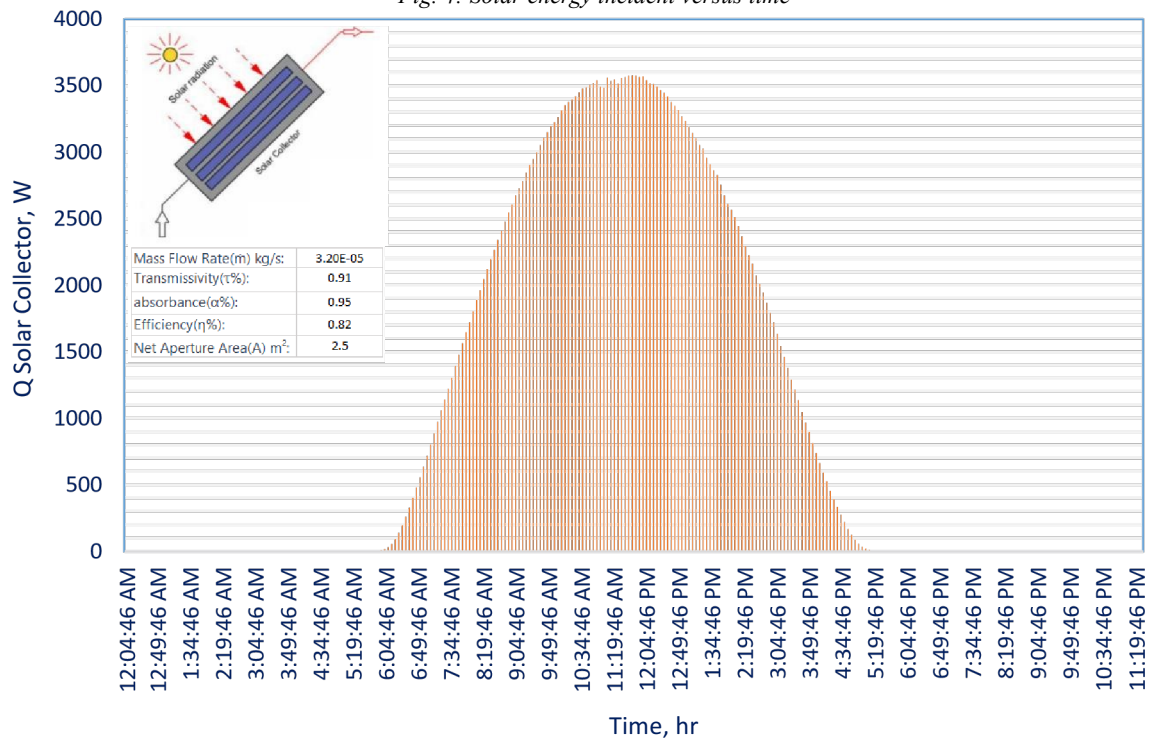 Fig. 4. Solar energy incident versus time
Q Solar Collector, W
4000
3500
3000
2500
2000
1500
1000
500
0
Solar radiation
Solar Collector
Mass Flow Rate(ṁ) kg/s: 3.20E-05
Transmissivity(τ%): 0.91
absorbance(α%): 0.95
Efficiency(η%): 0.82
Net Aperture Area(A) m²: 2.5
12:04:46 AM
12:49:46 AM
1:34:46 AM
2:19:46 AM
3:04:46 AM
3:49:46 AM
4:34:46 AM
5:19:46 AM
6:04:46 AM
6:49:46 AM
7:34:46 AM
8:19:46 AM
9:04:46 AM
9:49:46 AM
10:34:46 AM
11:19:46 AM
12:04:46 PM
12:49:46 PM
1:34:46 PM
2:19:46 PM
3:04:46 PM
3:49:46 PM
4:34:46 PM
5:19:46 PM
6:04:46 PM
6:49:46 PM
7:34:46 PM
8:19:46 PM
9:04:46 PM
9:49:46 PM
10:34:46 PM
11:19:46 PM
Time, hr